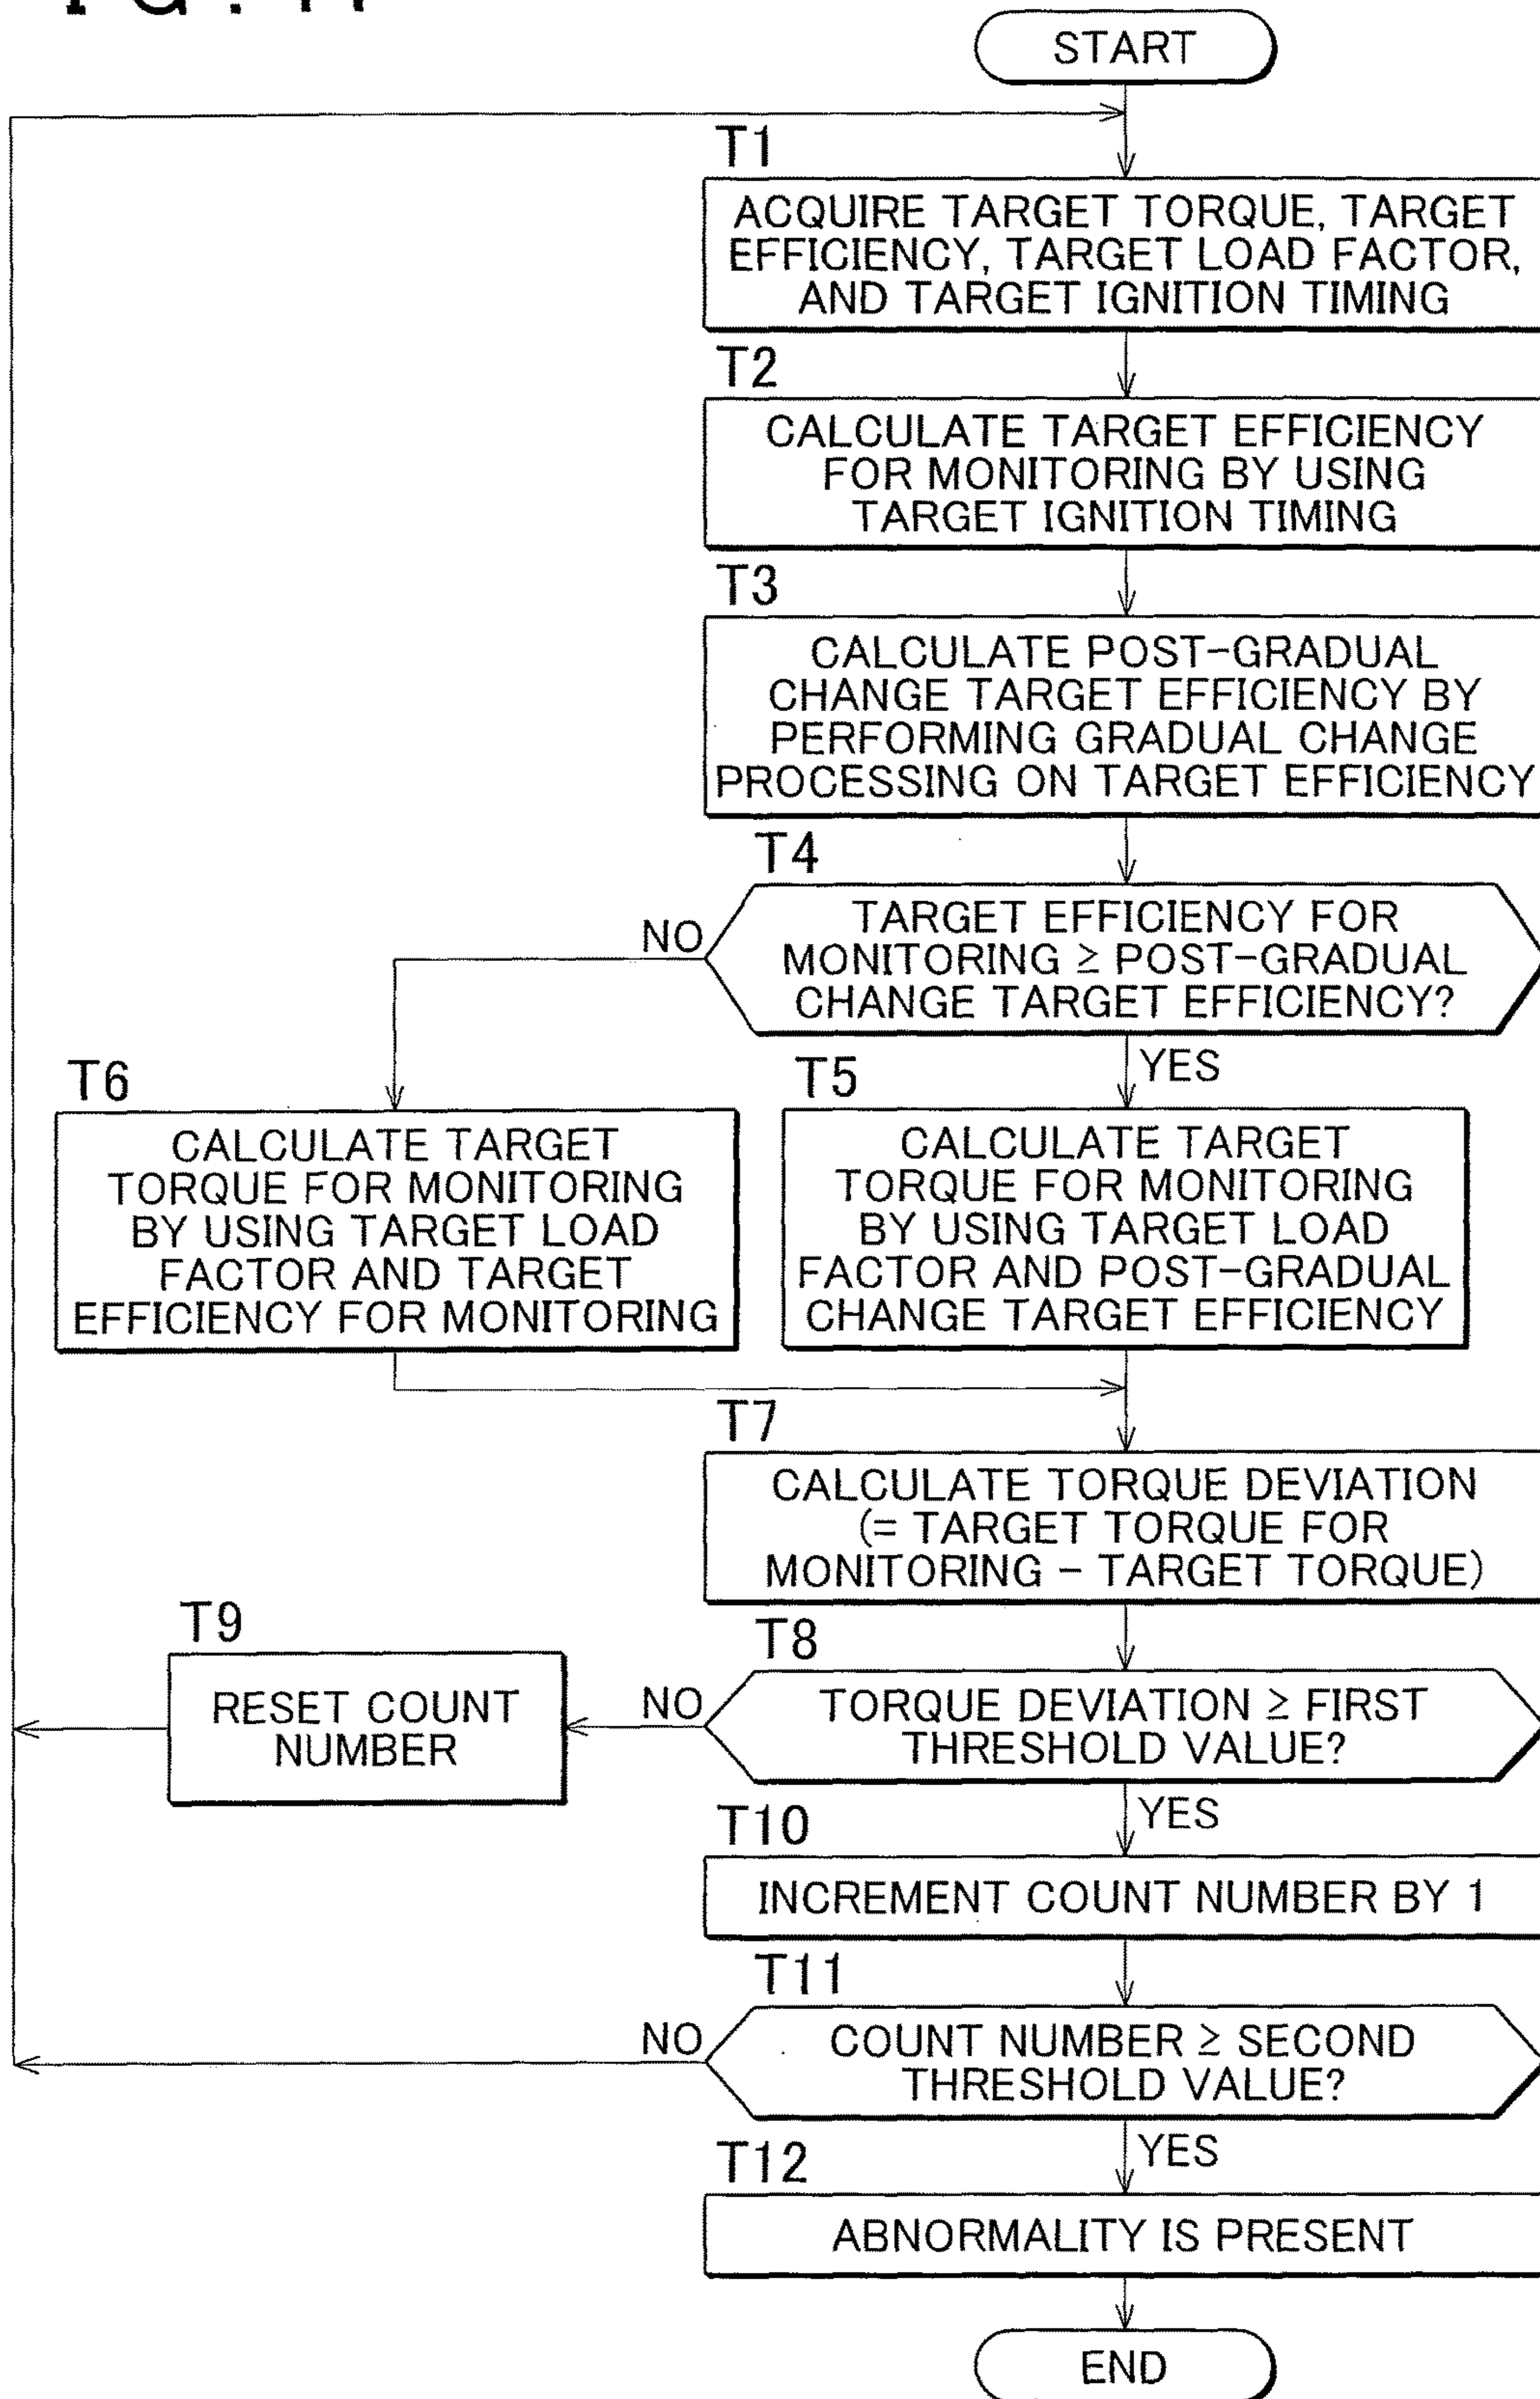 START
T1
ACQUIRE TARGET TORQUE, TARGET
EFFICIENCY, TARGET LOAD FACTOR,
AND TARGET IGNITION TIMING
T2
CALCULATE TARGET EFFICIENCY
FOR MONITORING BY USING
TARGET IGNITION TIMING
T3
CALCULATE POST-GRADUAL
CHANGE TARGET EFFICIENCY BY
PERFORMING GRADUAL CHANGE
PROCESSING ON TARGET EFFICIENCY
T4
TARGET EFFICIENCY FOR
MONITORING ≥ POST-GRADUAL
CHANGE TARGET EFFICIENCY?
NO
YES
T6
CALCULATE TARGET
TORQUE FOR MONITORING
BY USING TARGET LOAD
FACTOR AND TARGET
EFFICIENCY FOR MONITORING
T5
CALCULATE TARGET
TORQUE FOR MONITORING
BY USING TARGET LOAD
FACTOR AND POST-GRADUAL
CHANGE TARGET EFFICIENCY
T7
CALCULATE TORQUE DEVIATION
(= TARGET TORQUE FOR
MONITORING - TARGET TORQUE)
T8
TORQUE DEVIATION ≥ FIRST
THRESHOLD VALUE?
NO
T9
RESET COUNT
NUMBER
YES
T10
INCREMENT COUNT NUMBER BY 1
T11
COUNT NUMBER ≥ SECOND
THRESHOLD VALUE?
NO
YES
T12
ABNORMALITY IS PRESENT
END